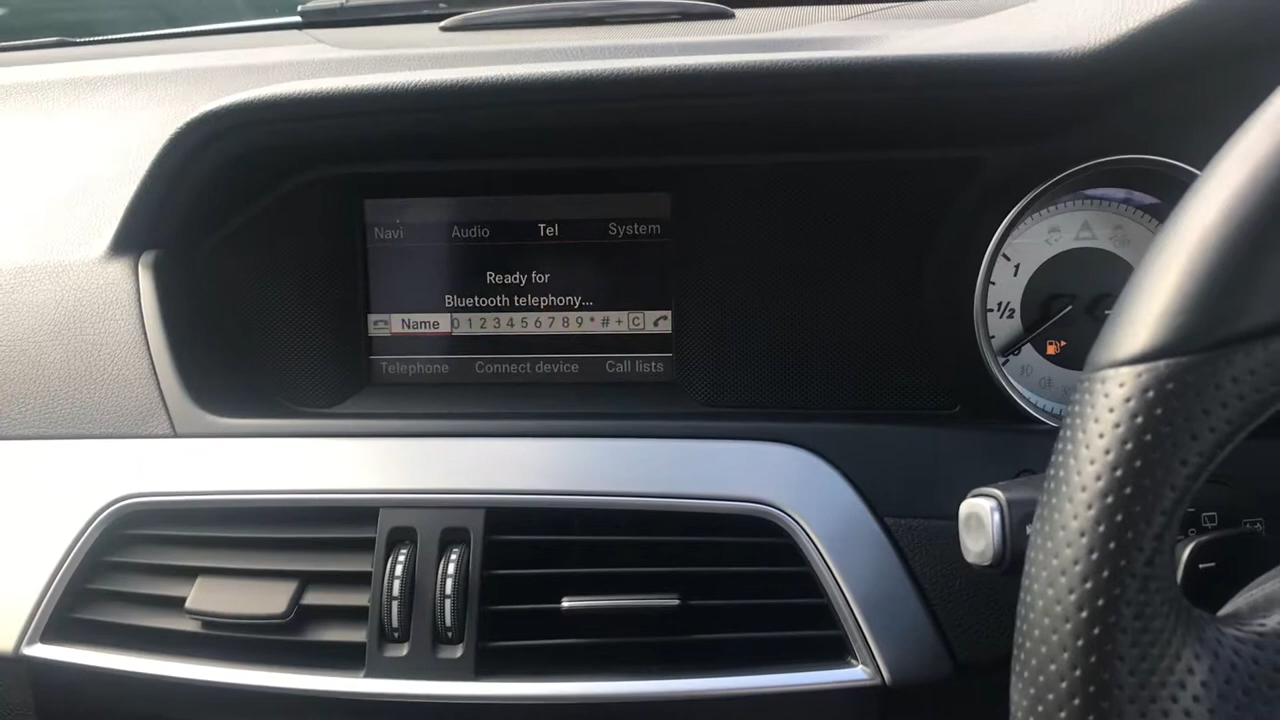 Navi Audio Tel System
Ready for
Bluetooth telephony...
Name 0 1 2 3 4 5 6 7 8 9 * # + C
Telephone Connect device Call lists
1
1/2